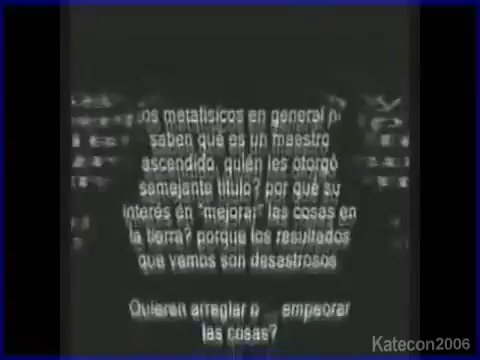 los metafísicos en general ni
saben qué es un maestro
ascendido, quién les otorgó
semejante título? por qué su
interés en "mejorar" las cosas en
la tierra? porque los resultados
que vemos son desastrosos
Quieren arreglar o empeorar
las cosas?
Katecon2006